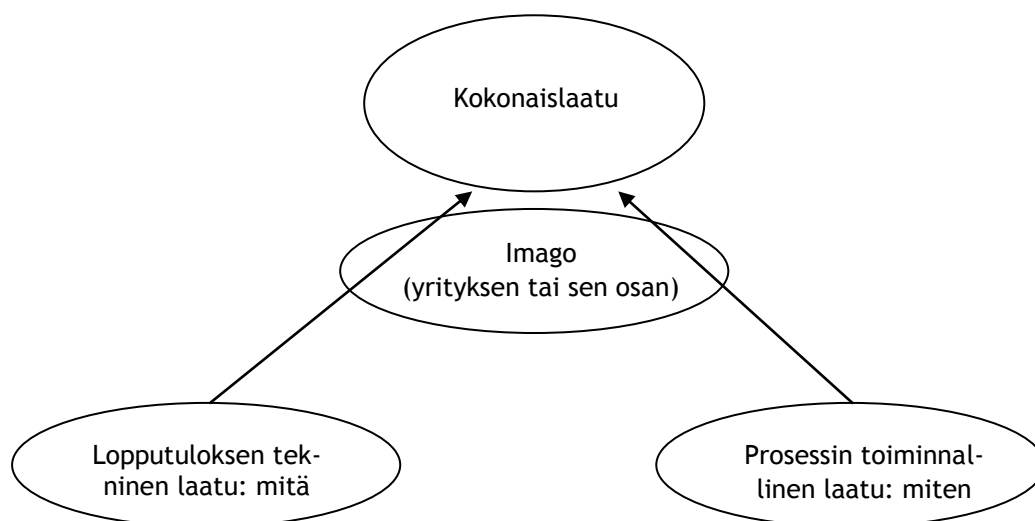 Kokonaislaatu
Imago
(yrityksen tai sen osan)
Lopputuloksen tek-
ninen laatu: mitä
Prosessin toiminnal-
linen laatu: miten